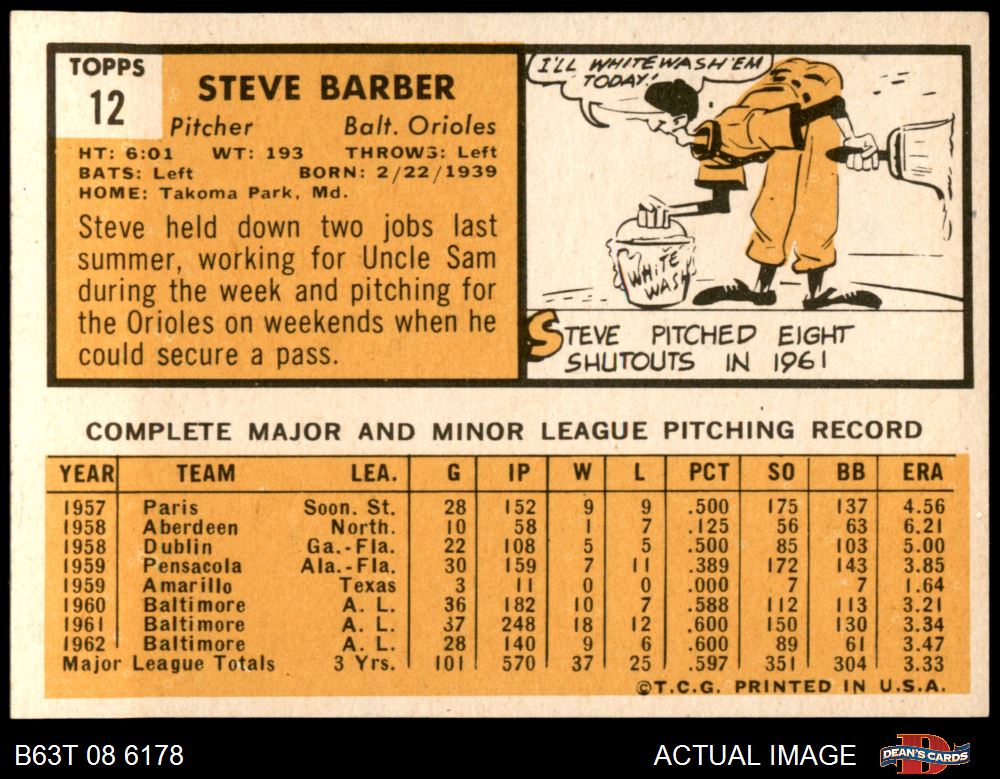 TOPPS
12
STEVE BARBER
Pitcher Balt. Orioles
HT: 6:01 WT: 193 THROWS: Left
BATS: Left BORN: 2/22/1939
HOME: Takoma Park, Md.
Steve held down two jobs last
summer, working for Uncle Sam
during the week and pitching for
the Orioles on weekends when he
could secure a pass.
I'LL WHITEWASH 'EM
TODAY!
WHITE
WASH
STEVE PITCHED EIGHT
SHUTOUTS IN 1961
COMPLETE MAJOR AND MINOR LEAGUE PITCHING RECORD
YEAR TEAM LEA. G IP W L PCT SO BB ERA
1957 Paris Soon. St. 28 152 9 9 .500 175 137 4.56
1958 Aberdeen North. 10 58 1 7 .125 56 63 6.21
1958 Dublin Ga.-Fla. 22 108 5 5 .500 85 103 5.00
1959 Pensacola Ala.-Fla. 30 159 7 11 .389 172 143 3.85
1959 Amarillo Texas 3 11 0 0 .000 7 7 1.64
1960 Baltimore A. L. 36 182 10 7 .588 112 113 3.21
1961 Baltimore A. L. 37 248 18 12 .600 150 130 3.34
1962 Baltimore A. L. 28 140 9 6 .600 89 61 3.47
Major League Totals 3 Yrs. 101 570 37 25 .597 351 304 3.33
©T.C.G. PRINTED IN U.S.A.
B63T 08 6178 ACTUAL IMAGE DEAN'S CARDS